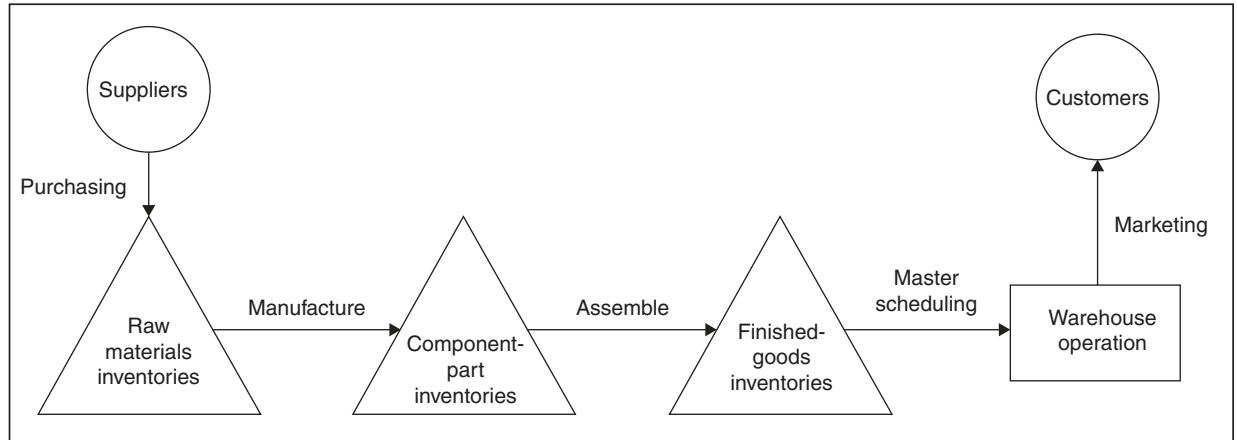 Suppliers
Customers
Purchasing
Marketing
Manufacture
Assemble
Master
scheduling
Raw
materials
inventories
Component-
part
inventories
Finished-
goods
inventories
Warehouse
operation